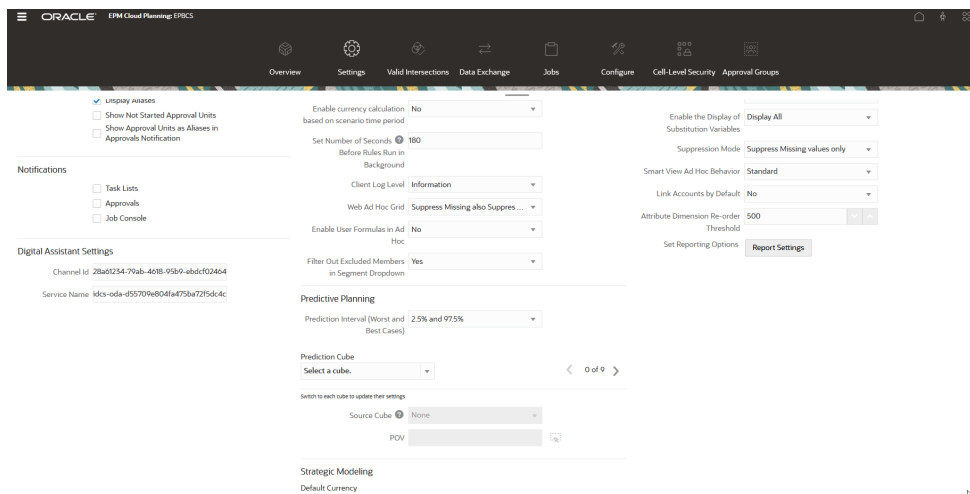 ORACLE EPM Cloud Planning: EPBCS
Overview Settings Valid Intersections Data Exchange Jobs Configure Cell-Level Security Approval Groups
Display Aliases
Show Not Started Approval Units
Show Approval Units as Aliases in
Approvals Notification
Notifications
Task Lists
Approvals
Job Console
Digital Assistant Settings
Channel Id 28a61234-79ab-4618-95b9-ebdcf02464
Service Name idcs-oda-d55709e804fa475ba72f5dc4c
Enable currency calculation No
based on scenario time period
Set Number of Seconds 180
Before Rules Run in
Background
Client Log Level Information
Web Ad Hoc Grid Suppress Missing also Suppres ...
Enable User Formulas in Ad No
Hoc
Filter Out Excluded Members Yes
in Segment Dropdown
Predictive Planning
Prediction Interval (Worst and 2.5% and 97.5%
Best Cases)
Prediction Cube
Select a cube. 0 of 9
Switch to each cube to update their settings
Source Cube None
POV
Strategic Modeling
Default Currency
Enable the Display of Display All
Substitution Variables
Suppression Mode Suppress Missing values only
Smart View Ad Hoc Behavior Standard
Link Accounts by Default No
Attribute Dimension Re-order 500
Threshold
Set Reporting Options Report Settings